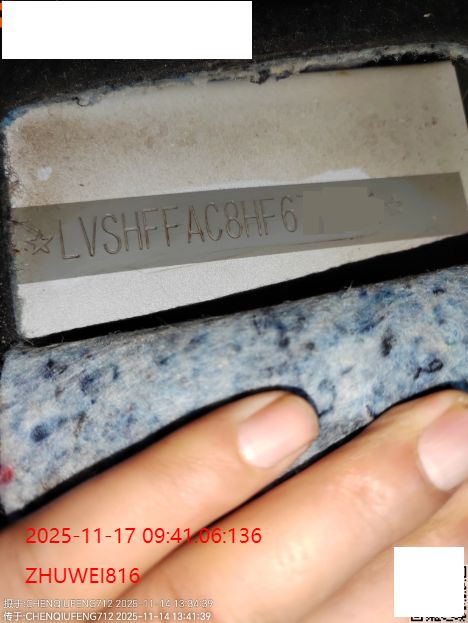 ☆LVSHFFAC8HF6 ☆
2025-11-17 09:41:06:136
ZHUWEI816
摄于:CHENQIUFENG712 2025-11-14 13:34:39
传于:CHENQIUFENG712 2025-11-14 13:41:39